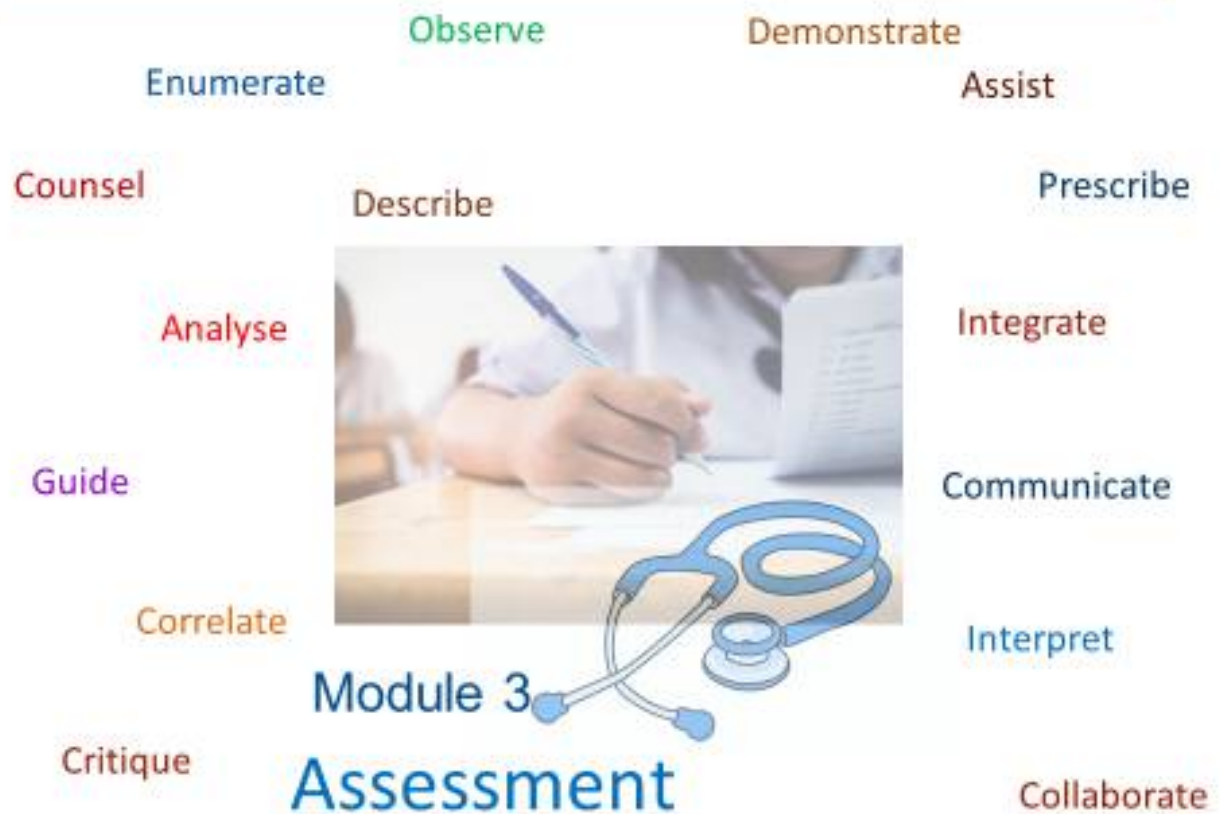 Observe
Demonstrate
Enumerate
Assist
Counsel
Prescribe
Describe
Analyse
Integrate
Guide
Communicate
Correlate
Interpret
Module 3
Critique
Assessment
Collaborate